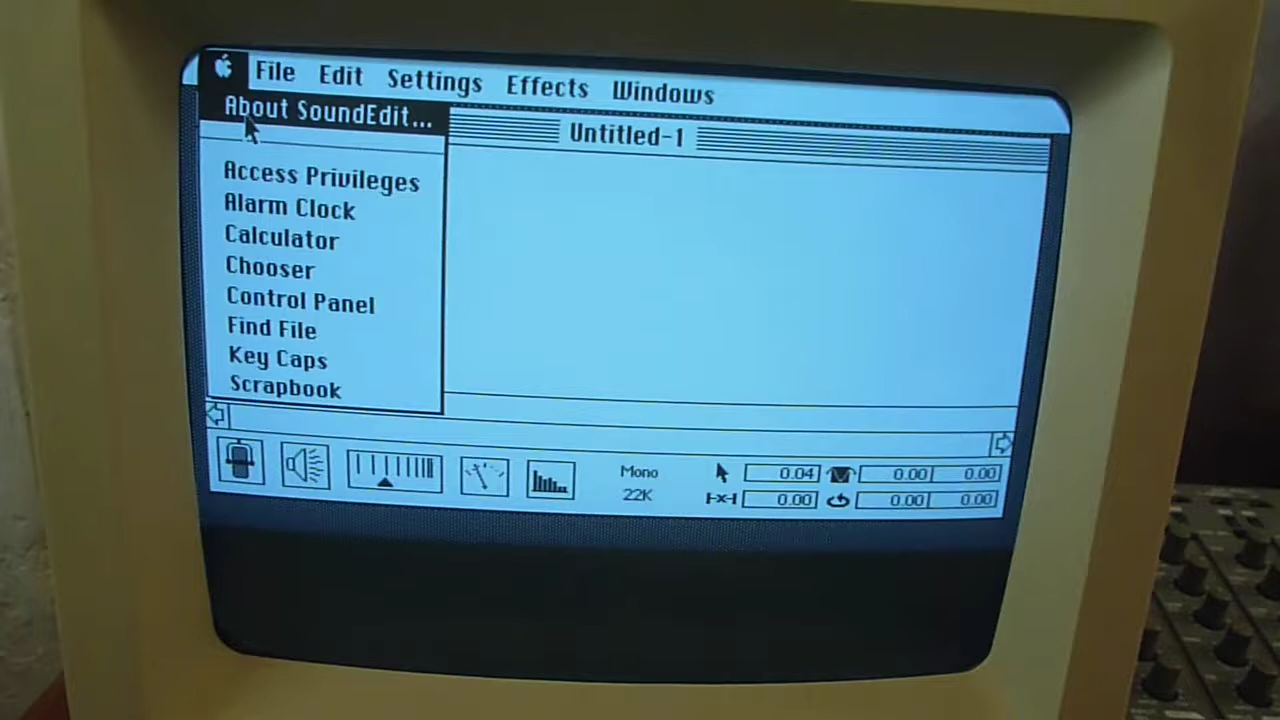 File Edit Settings Effects Windows
About SoundEdit...
Untitled-1
Access Privileges
Alarm Clock
Calculator
Chooser
Control Panel
Find File
Key Caps
Scrapbook
Mono 0.04 0.00 0.00
22K 0.00 0.00 0.00